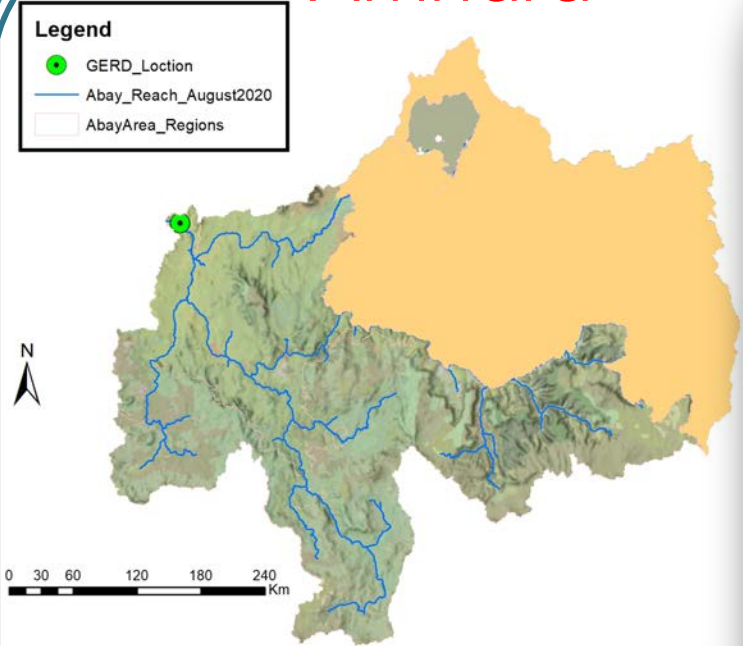 Legend
GERD_Loction
Abay_Reach_August2020
AbayArea_Regions
N
0 30 60 120 180 240
Km